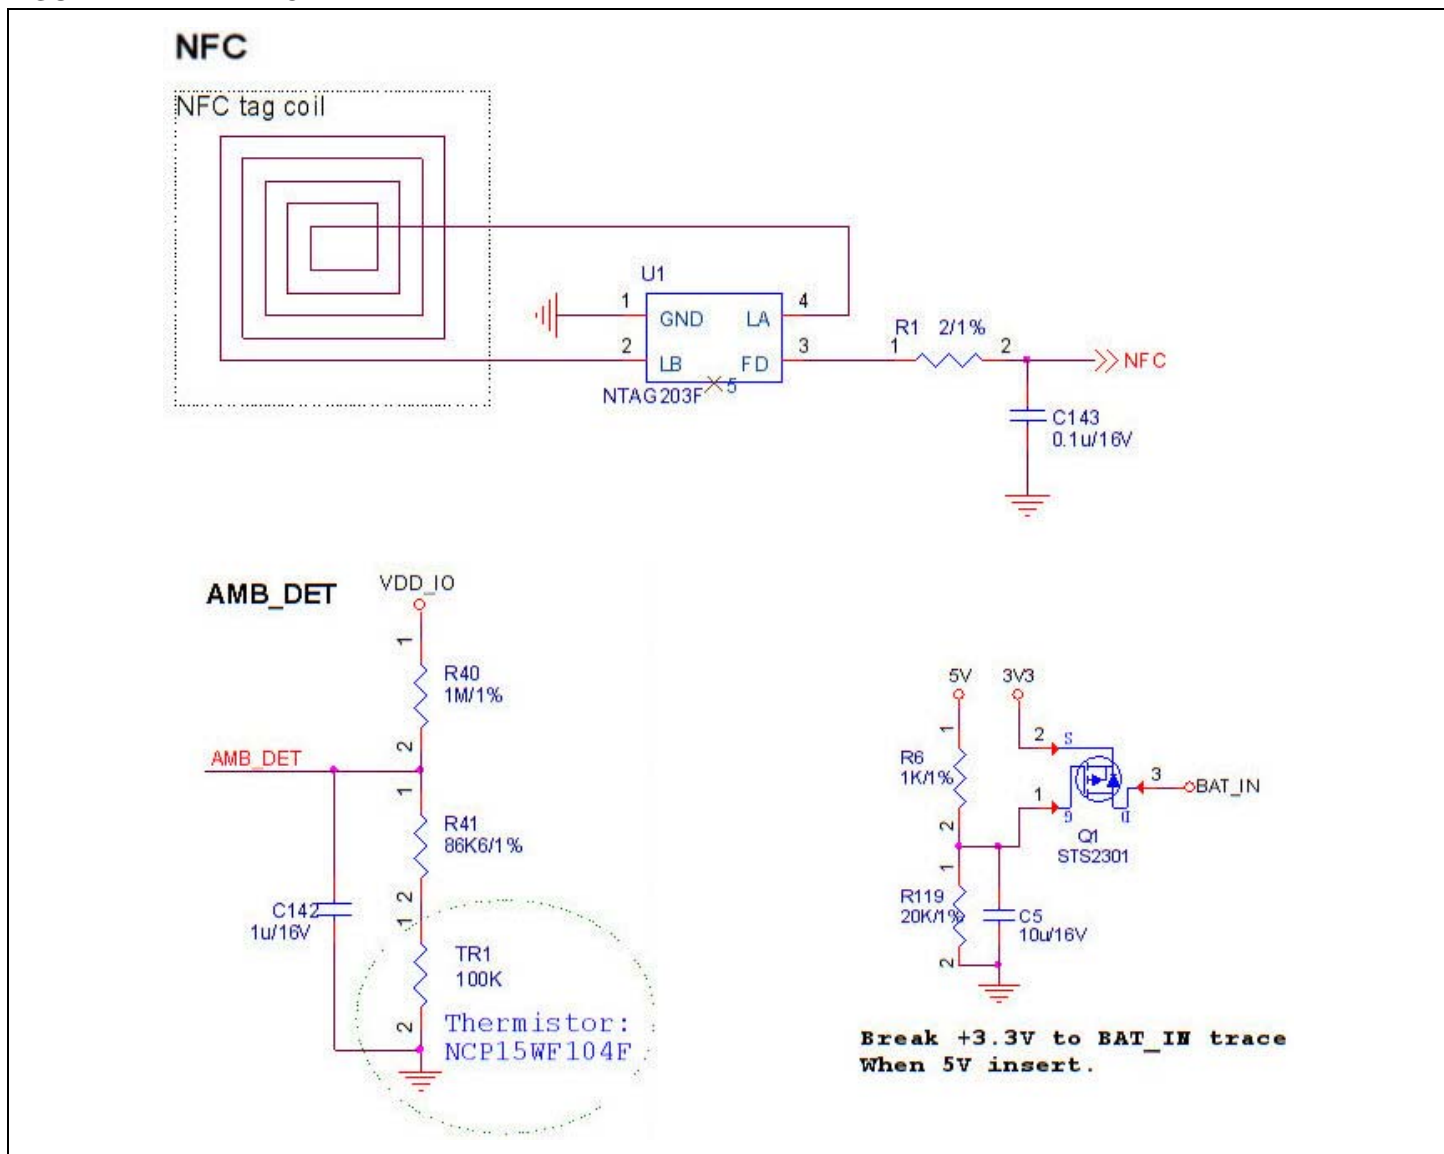 NFC
NFC tag coil
U1
1
GND
LA
4
2
LB
FD
3
5
NTAG203F
R1 2/1%
1
2
NFC
C143
0.1u/16V
AMB_DET
VDD_IO
1
R40
1M/1%
2
AMB_DET
1
R41
86K6/1%
2
C142
1u/16V
1
TR1
100K
2
Thermistor:
NCP15WF104F
5V
3V3
1
2
S
R6
1K/1%
3
BAT_IN
2
1
G
D
Q1
STS2301
1
R119
20K/1%
C5
10u/16V
2
Break +3.3V to BAT_IN trace
When 5V insert.